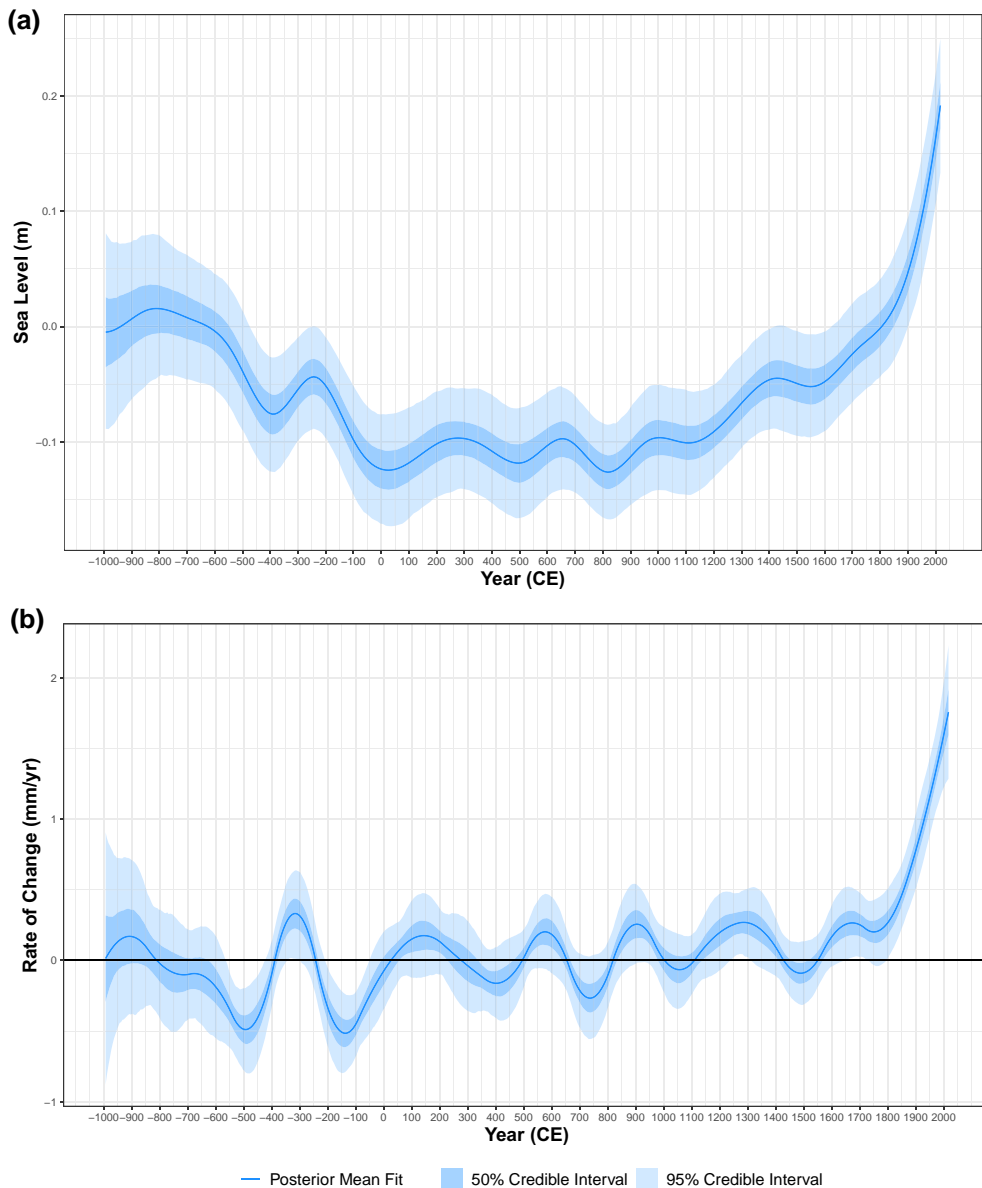 (a)
Sea Level (m)
0.2
0.1
0.0
−0.1
−1000 −900 −800 −700 −600 −500 −400 −300 −200 −100 0 100 200 300 400 500 600 700 800 900 1000 1100 1200 1300 1400 1500 1600 1700 1800 1900 2000
Year (CE)
(b)
Rate of Change (mm/yr)
2
1
0
−1
−1000 −900 −800 −700 −600 −500 −400 −300 −200 −100 0 100 200 300 400 500 600 700 800 900 1000 1100 1200 1300 1400 1500 1600 1700 1800 1900 2000
Year (CE)
Posterior Mean Fit 50% Credible Interval 95% Credible Interval